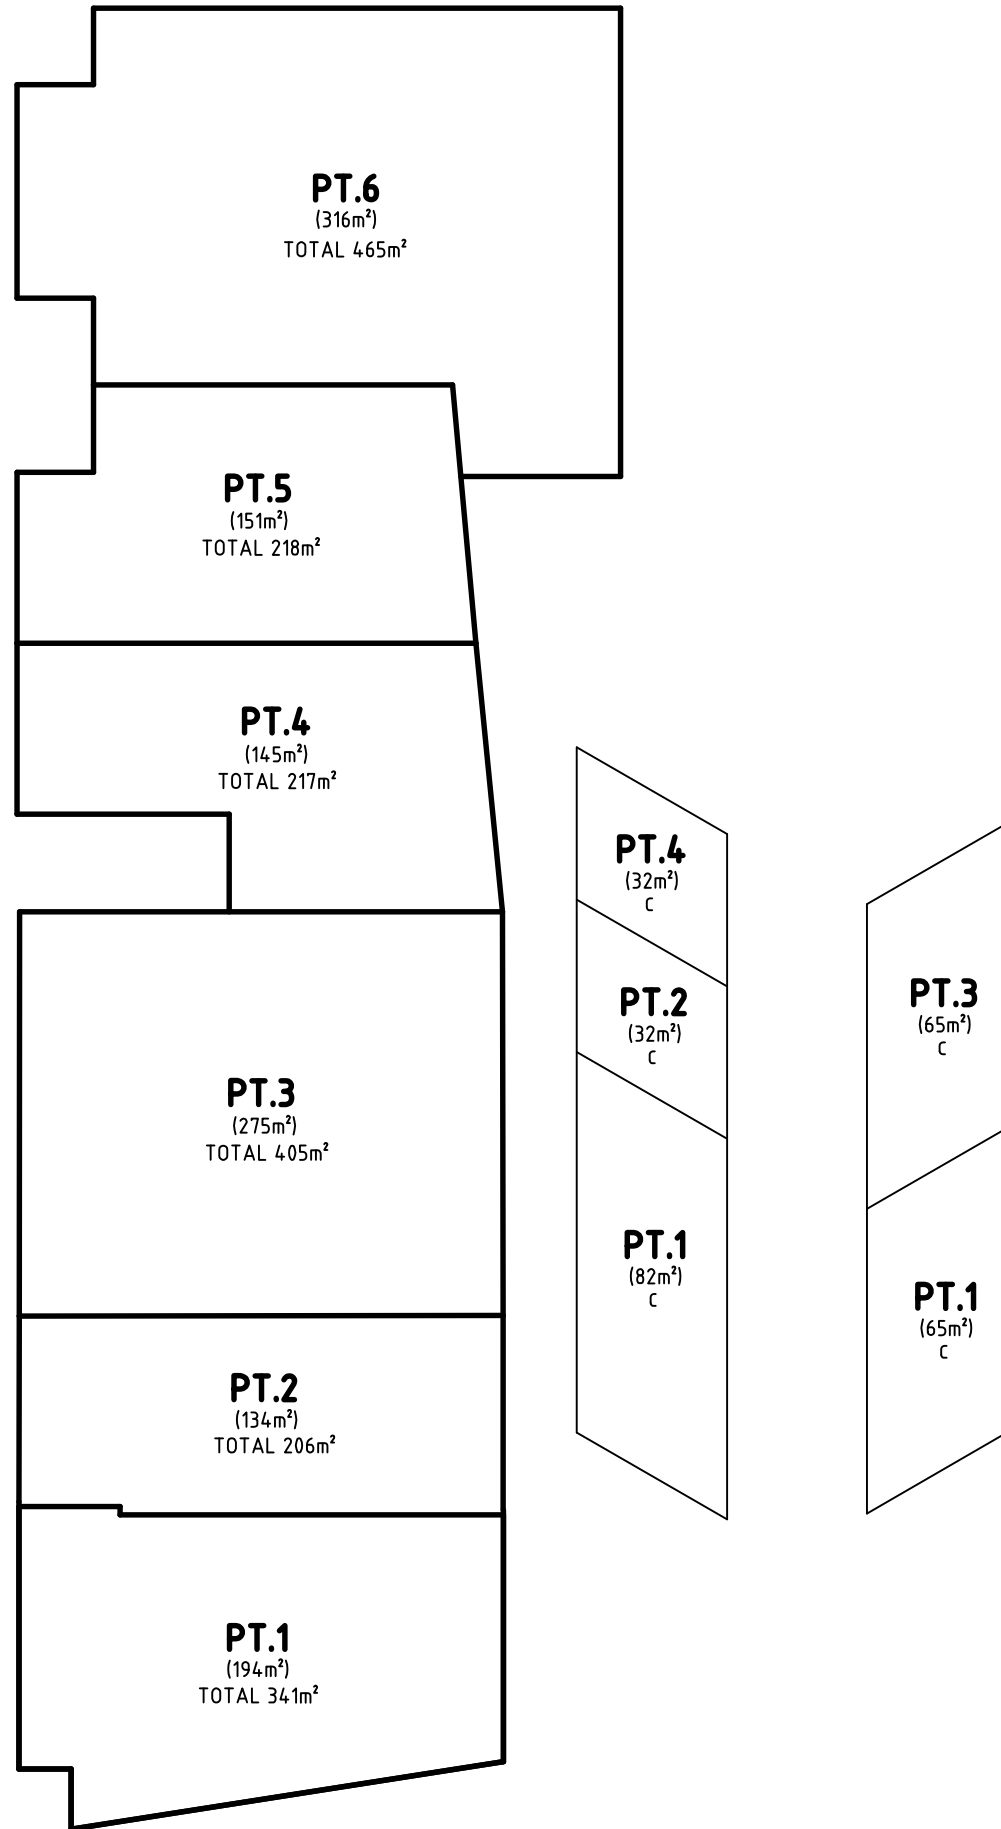 PT.6
(316m²)
TOTAL 465m²
PT.5
(151m²)
TOTAL 218m²
PT.4
(145m²)
TOTAL 217m²
PT.4
(32m²)
C
PT.2
(32m²)
C
PT.3
(65m²)
C
PT.3
(275m²)
TOTAL 405m²
PT.1
(82m²)
C
PT.1
(65m²)
C
PT.2
(134m²)
TOTAL 206m²
PT.1
(194m²)
TOTAL 341m²